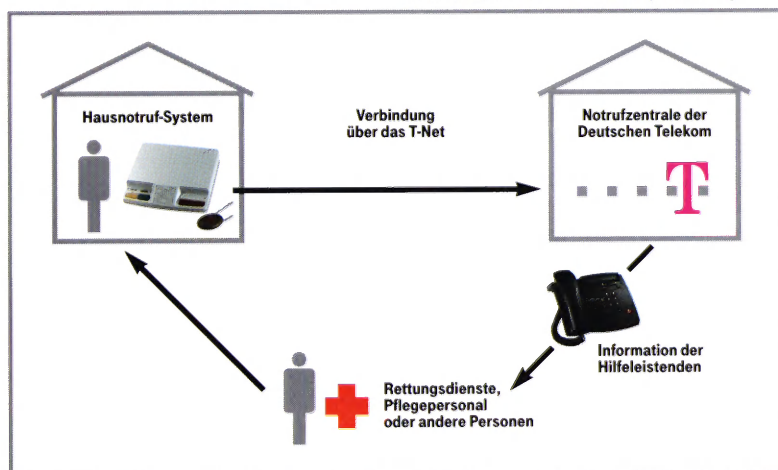 Hausnotruf-System
Verbindung
über das T-Net
Notrufzentrale der
Deutschen Telekom
T
Information der
Hilfeleistenden
Rettungsdienste,
Pflegepersonal
oder andere Personen